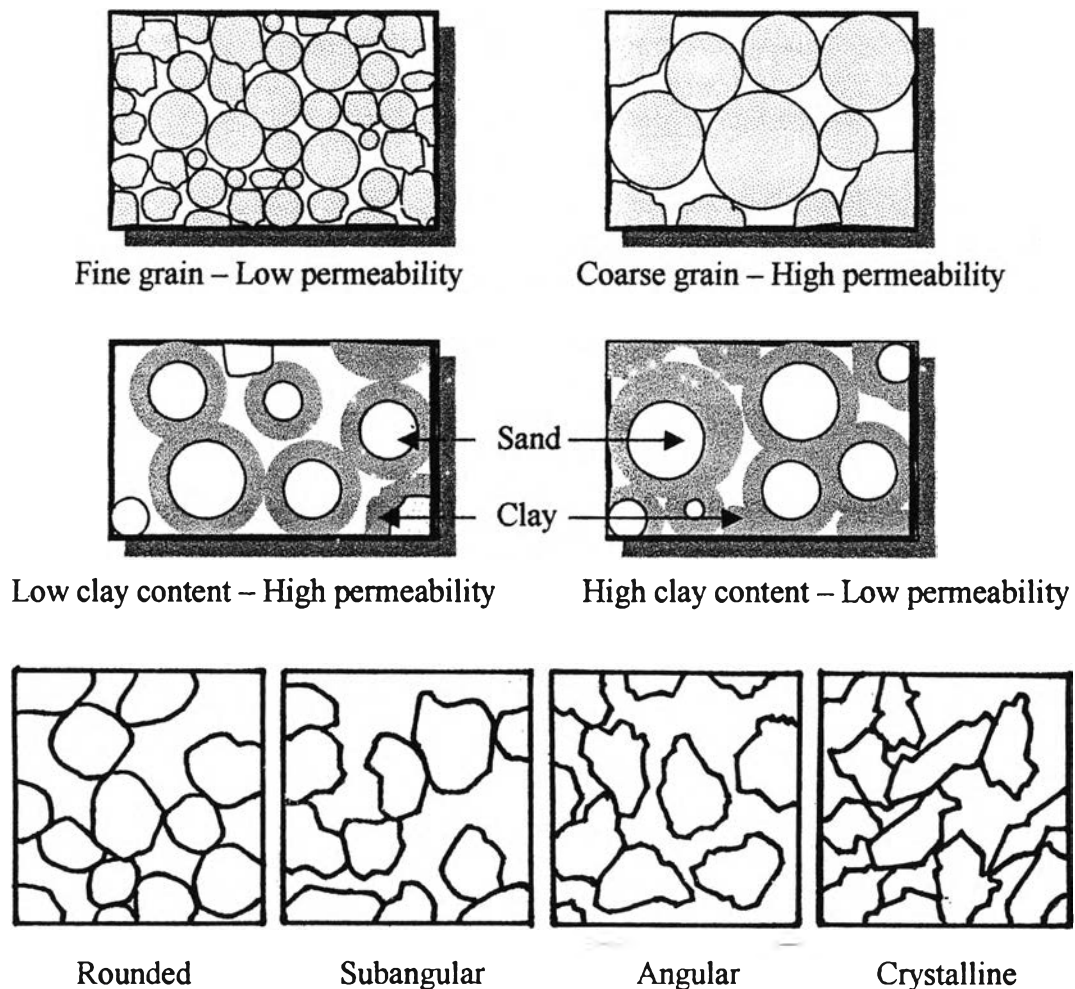 Fine grain – Low permeability
Coarse grain – High permeability
Sand
Clay
Low clay content – High permeability
High clay content – Low permeability
Rounded
Subangular
Angular
Crystalline